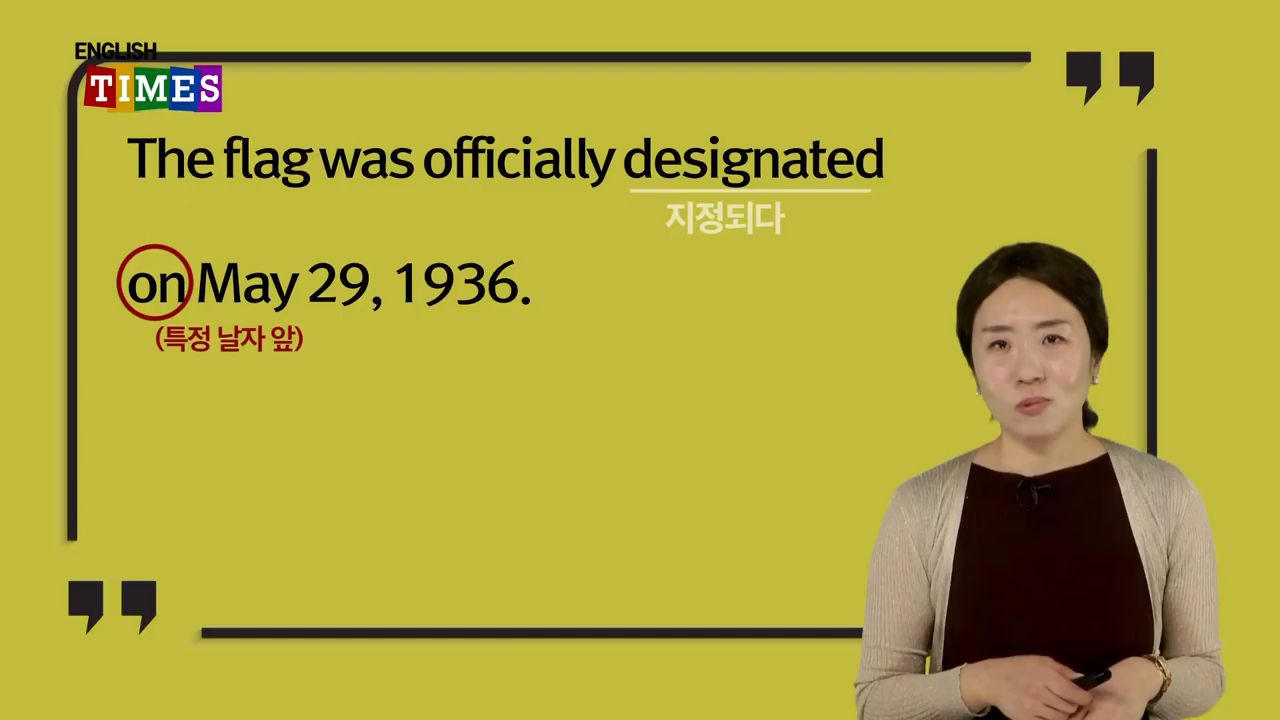 ENGLISH
TIMES
The flag was officially designated
지정되다
on May 29, 1936.
(특정 날자 앞)